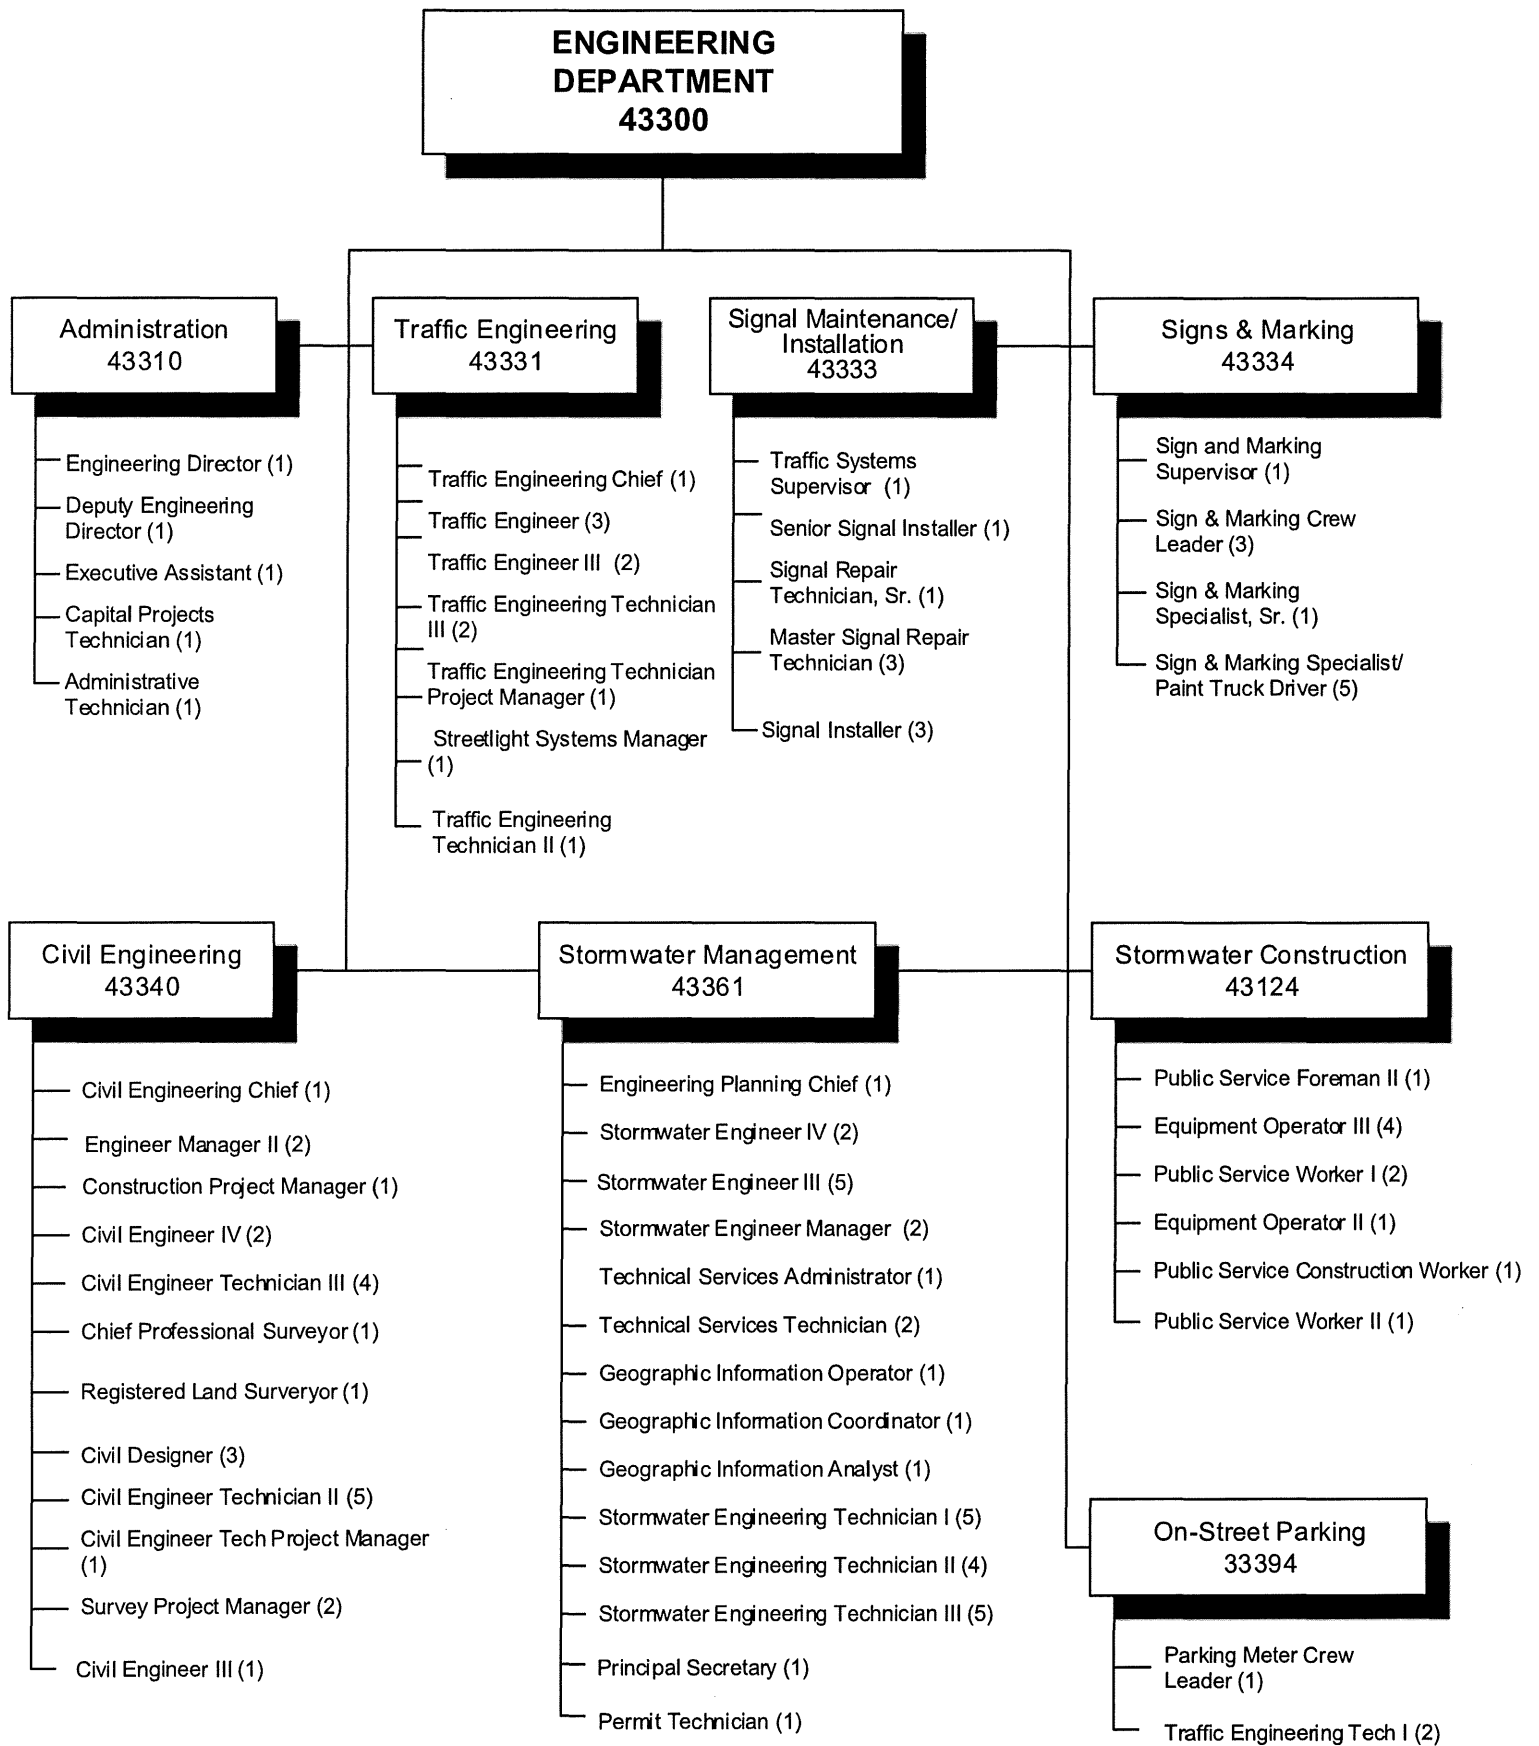 ENGINEERING
DEPARTMENT
43300
Administration
43310
Engineering Director (1)
Deputy Engineering
Director (1)
Executive Assistant (1)
Capital Projects
Technician (1)
Administrative
Technician (1)
Traffic Engineering
43331
Traffic Engineering Chief (1)
Traffic Engineer (3)
Traffic Engineer III (2)
Traffic Engineering Technician
III (2)
Traffic Engineering Technician
Project Manager (1)
Streetlight Systems Manager
(1)
Traffic Engineering
Technician II (1)
Signal Maintenance/
Installation
43333
Traffic Systems
Supervisor (1)
Senior Signal Installer (1)
Signal Repair
Technician, Sr. (1)
Master Signal Repair
Technician (3)
Signal Installer (3)
Signs & Marking
43334
Sign and Marking
Supervisor (1)
Sign & Marking Crew
Leader (3)
Sign & Marking
Specialist, Sr. (1)
Sign & Marking Specialist/
Paint Truck Driver (5)
Civil Engineering
43340
Civil Engineering Chief (1)
Engineer Manager II (2)
Construction Project Manager (1)
Civil Engineer IV (2)
Civil Engineer Technician III (4)
Chief Professional Surveyor (1)
Registered Land Surveryor (1)
Civil Designer (3)
Civil Engineer Technician II (5)
Civil Engineer Tech Project Manager
(1)
Survey Project Manager (2)
Civil Engineer III (1)
Stormwater Management
43361
Engineering Planning Chief (1)
Stormwater Engineer IV (2)
Stormwater Engineer III (5)
Stormwater Engineer Manager (2)
Technical Services Administrator (1)
Technical Services Technician (2)
Geographic Information Operator (1)
Geographic Information Coordinator (1)
Geographic Information Analyst (1)
Stormwater Engineering Technician I (5)
Stormwater Engineering Technician II (4)
Stormwater Engineering Technician III (5)
Principal Secretary (1)
Permit Technician (1)
Stormwater Construction
43124
Public Service Foreman II (1)
Equipment Operator III (4)
Public Service Worker I (2)
Equipment Operator II (1)
Public Service Construction Worker (1)
Public Service Worker II (1)
On-Street Parking
33394
Parking Meter Crew
Leader (1)
Traffic Engineering Tech I (2)